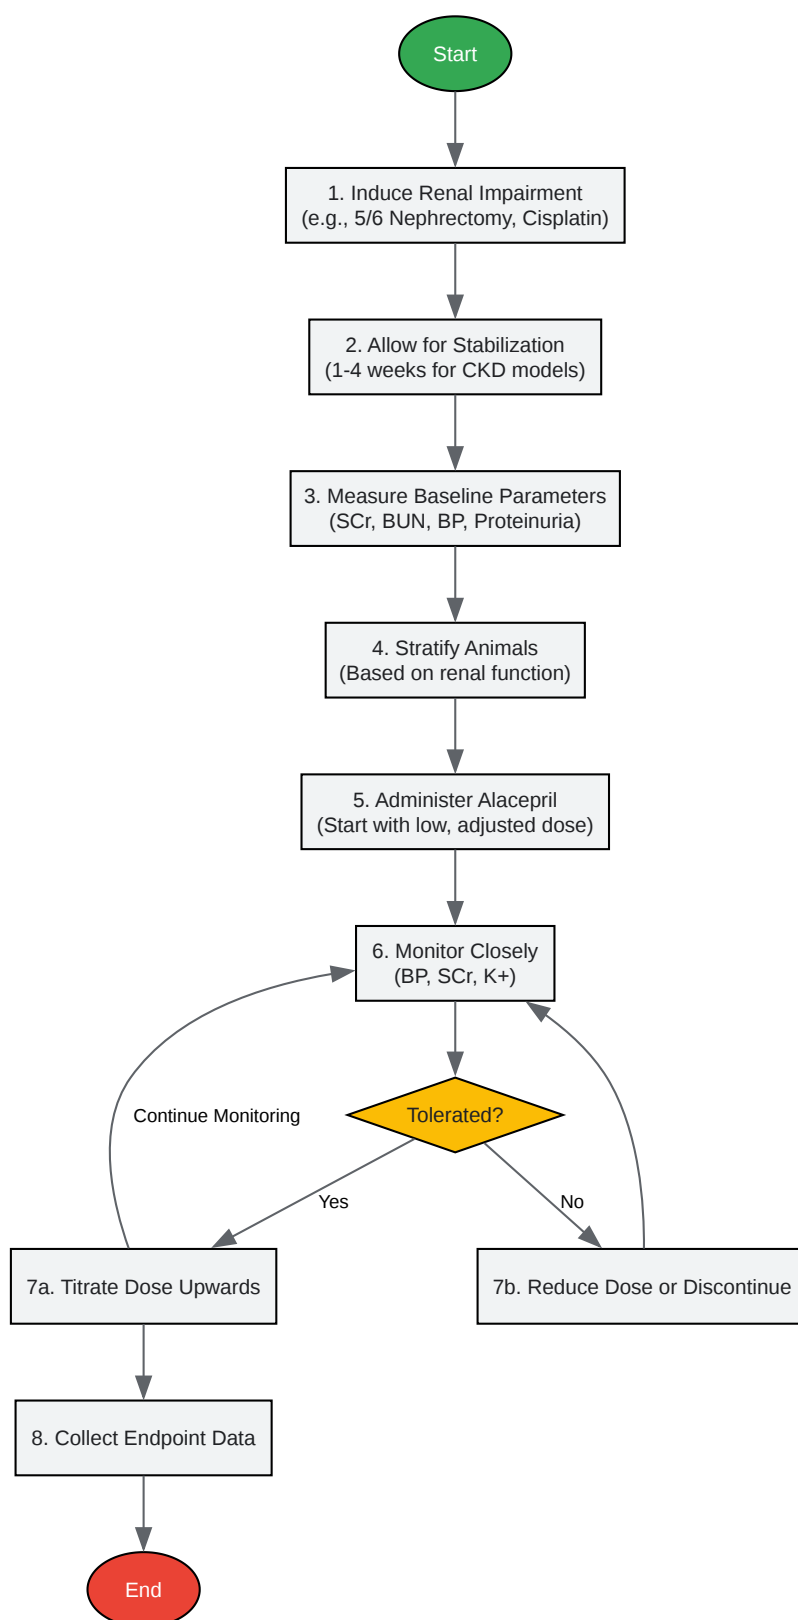 Start
1. Induce Renal Impairment
(e.g., 5/6 Nephrectomy, Cisplatin)
2. Allow for Stabilization
(1-4 weeks for CKD models)
3. Measure Baseline Parameters
(SCr, BUN, BP, Proteinuria)
4. Stratify Animals
(Based on renal function)
5. Administer Alacepril
(Start with low, adjusted dose)
6. Monitor Closely
(BP, SCr, K+)
Tolerated?
Continue Monitoring
Yes
No
7a. Titrate Dose Upwards
7b. Reduce Dose or Discontinue
8. Collect Endpoint Data
End